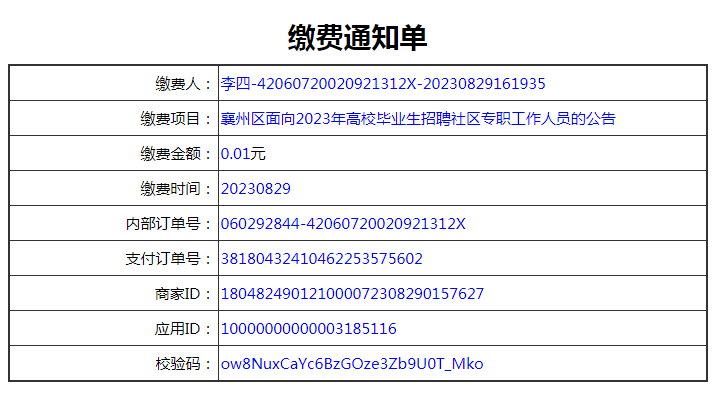 缴费通知单
缴费人： 李四-42060720020921312X-20230829161935
缴费项目： 襄州区面向2023年高校毕业生招聘社区专职工作人员的公告
缴费金额： 0.01元
缴费时间： 20230829
内部订单号： 060292844-42060720020921312X
支付订单号： 38180432410462253575602
商家ID： 180482490121000072308290157627
应用ID： 10000000000003185116
校验码： ow8NuxCaYc6BzGOze3Zb9U0T_Mko